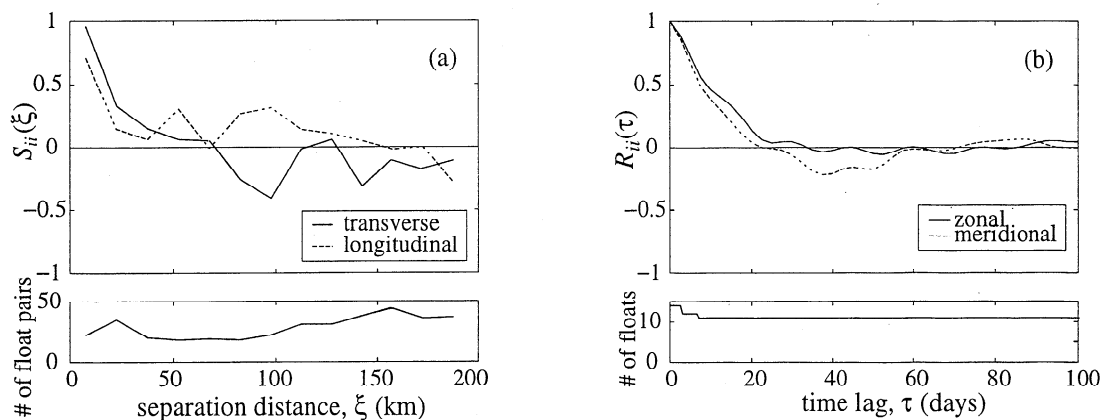 1
0.5
0
−0.5
−1
S_ii(ξ)
(a)
transverse
longitudinal
50
0
# of float pairs
0
50
100
150
200
separation distance, ξ (km)
1
0.5
0
−0.5
−1
R_ii(τ)
(b)
zonal
meridional
10
0
# of floats
0
20
40
60
80
100
time lag, τ (days)